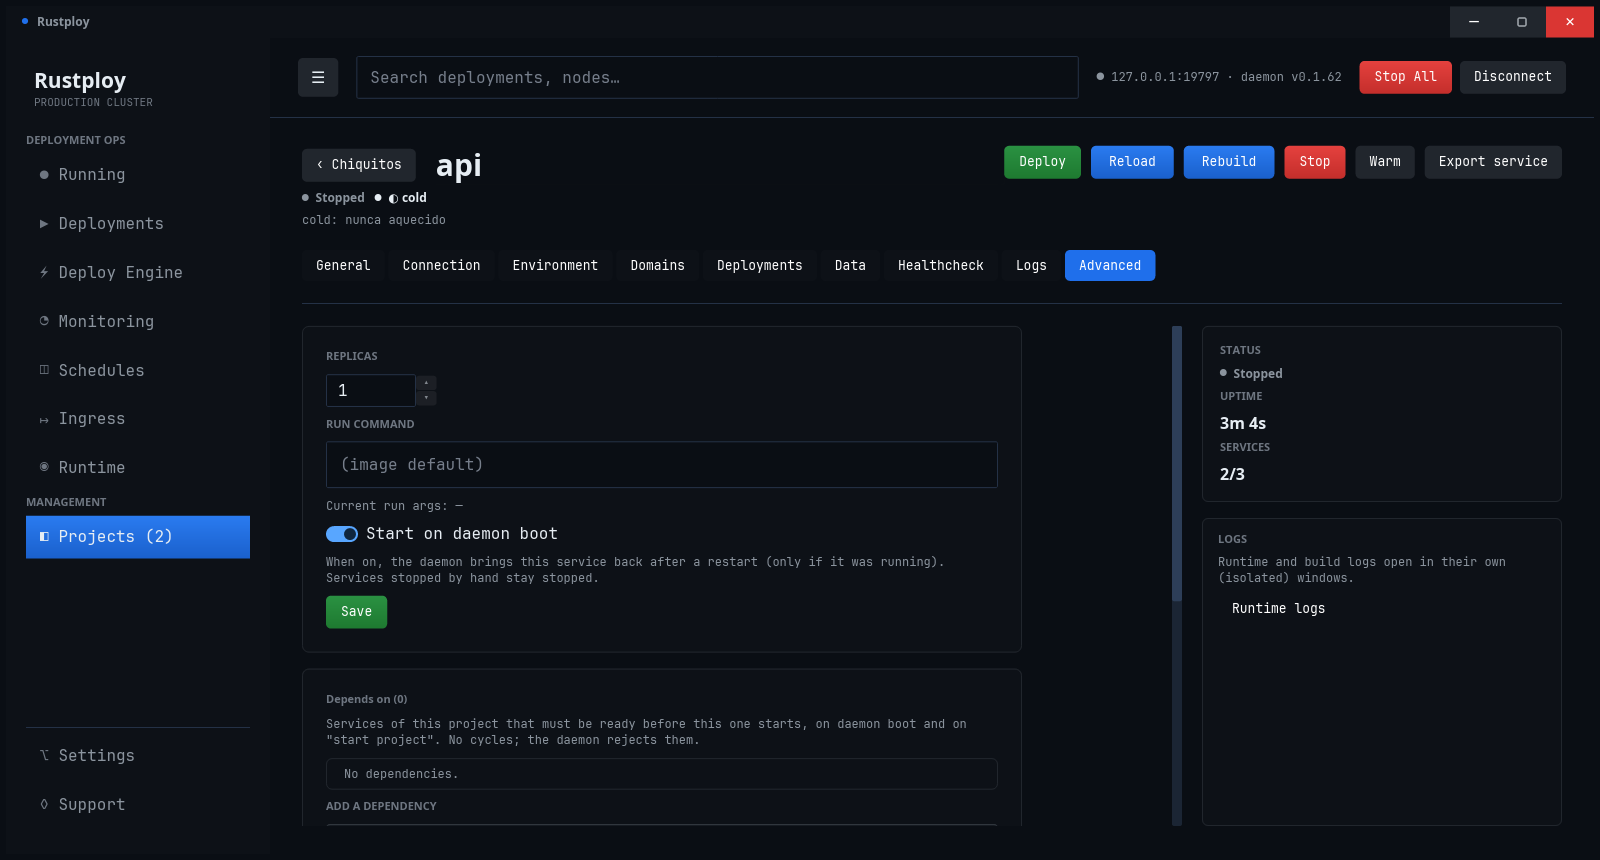 Rustploy
Rustploy
PRODUCTION CLUSTER
DEPLOYMENT OPS
Running
Deployments
Deploy Engine
Monitoring
Schedules
Ingress
Runtime
MANAGEMENT
Projects (2)
Settings
Support
Search deployments, nodes…
127.0.0.1:19797 · daemon v0.1.62
Stop All
Disconnect
‹ Chiquitos
api
Deploy
Reload
Rebuild
Stop
Warm
Export service
Stopped
cold
cold: nunca aquecido
General
Connection
Environment
Domains
Deployments
Data
Healthcheck
Logs
Advanced
REPLICAS
1
RUN COMMAND
(image default)
Current run args: —
Start on daemon boot
When on, the daemon brings this service back after a restart (only if it was running).
Services stopped by hand stay stopped.
Save
Depends on (0)
Services of this project that must be ready before this one starts, on daemon boot and on
"start project". No cycles; the daemon rejects them.
No dependencies.
ADD A DEPENDENCY
STATUS
Stopped
UPTIME
3m 4s
SERVICES
2/3
LOGS
Runtime and build logs open in their own
(isolated) windows.
Runtime logs